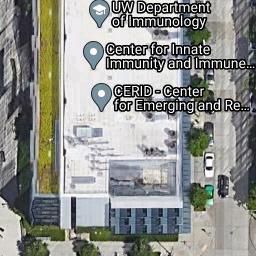 UW Department
of Immunology
Center for Innate
Immunity and Immune...
CERID - Center
for Emerging and Re...